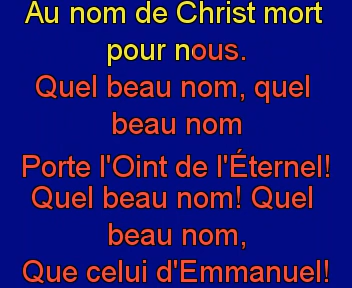 Au nom de Christ mort
pour nous.
Quel beau nom, quel
beau nom
Porte l'Oint de l'Éternel!
Quel beau nom! Quel
beau nom,
Que celui d'Emmanuel!